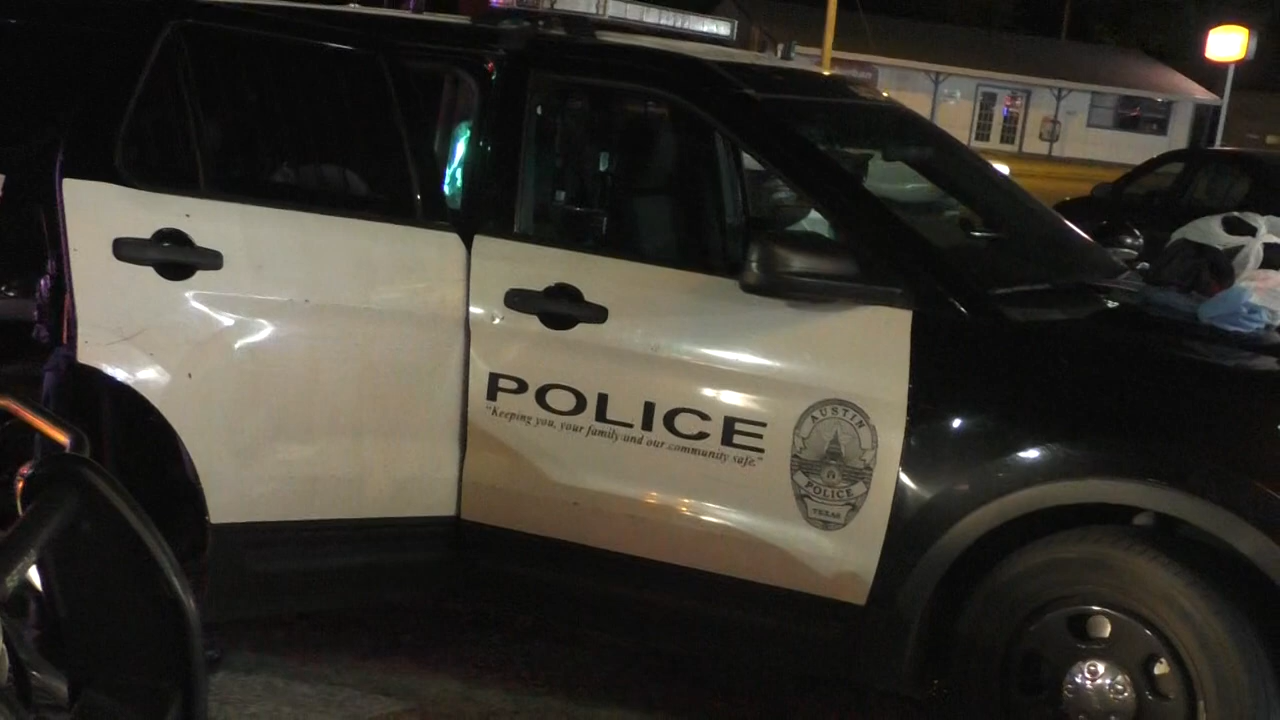 POLICE
"Keeping you, your family and our community safe."
AUSTIN
POLICE
TEXAS